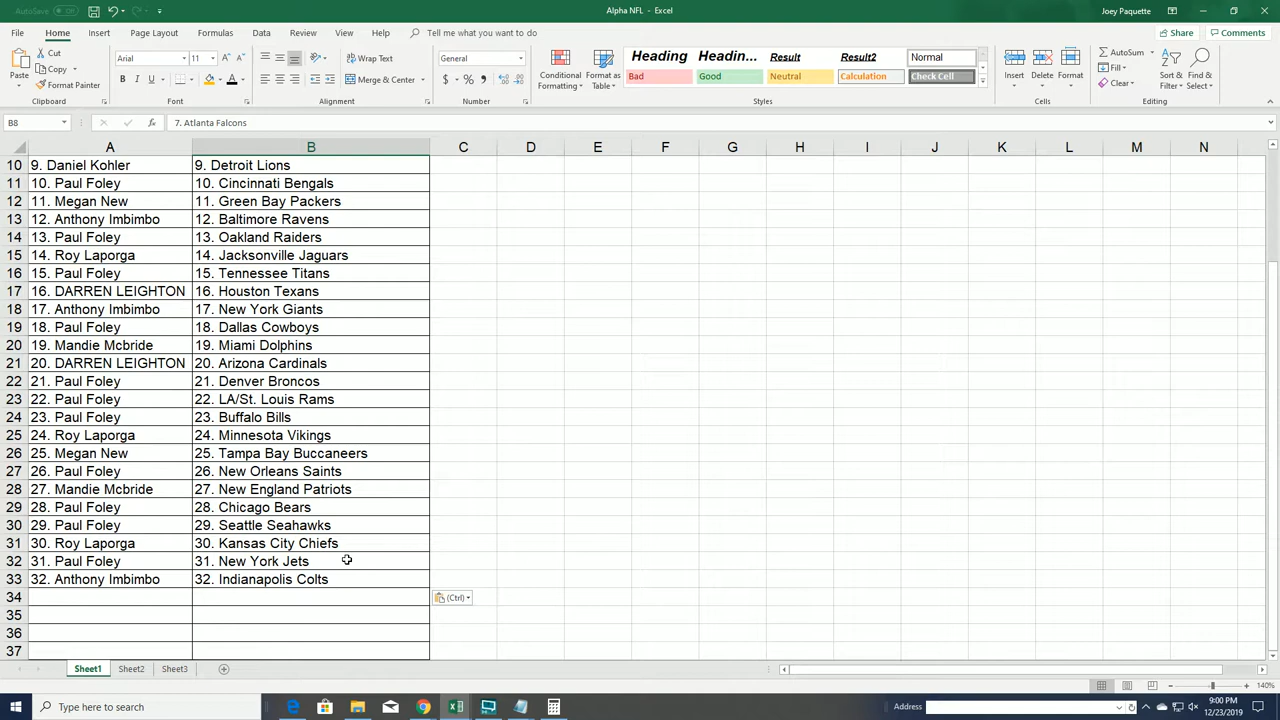 AutoSave Off
Alpha NFL - Excel
Joey Paquette
File Home Insert Page Layout Formulas Data Review View Help Tell me what you want to do
Share Comments
Paste
Cut
Copy
Format Painter
Arial 11
B I U
Wrap Text
Merge & Center
General
$ % ,
Conditional Formatting
Format as Table
Heading Headin... Result Result2 Normal
Bad Good Neutral Calculation Check Cell
Insert Delete Format
AutoSum
Fill
Clear
Sort & Filter
Find & Select
Clipboard Font Alignment Number Styles Cells Editing
B8 fx 7. Atlanta Falcons
A B C D E F G H I J K L M N
10 9. Daniel Kohler 9. Detroit Lions
11 10. Paul Foley 10. Cincinnati Bengals
12 11. Megan New 11. Green Bay Packers
13 12. Anthony Imbimbo 12. Baltimore Ravens
14 13. Paul Foley 13. Oakland Raiders
15 14. Roy Laporga 14. Jacksonville Jaguars
16 15. Paul Foley 15. Tennessee Titans
17 16. DARREN LEIGHTON 16. Houston Texans
18 17. Anthony Imbimbo 17. New York Giants
19 18. Paul Foley 18. Dallas Cowboys
20 19. Mandie Mcbride 19. Miami Dolphins
21 20. DARREN LEIGHTON 20. Arizona Cardinals
22 21. Paul Foley 21. Denver Broncos
23 22. Paul Foley 22. LA/St. Louis Rams
24 23. Paul Foley 23. Buffalo Bills
25 24. Roy Laporga 24. Minnesota Vikings
26 25. Megan New 25. Tampa Bay Buccaneers
27 26. Paul Foley 26. New Orleans Saints
28 27. Mandie Mcbride 27. New England Patriots
29 28. Paul Foley 28. Chicago Bears
30 29. Paul Foley 29. Seattle Seahawks
31 30. Roy Laporga 30. Kansas City Chiefs
32 31. Paul Foley 31. New York Jets
33 32. Anthony Imbimbo 32. Indianapolis Colts
34 (Ctrl)
35
36
37
Sheet1 Sheet2 Sheet3
140%
Type here to search
Address
9:00 PM
12/23/2019